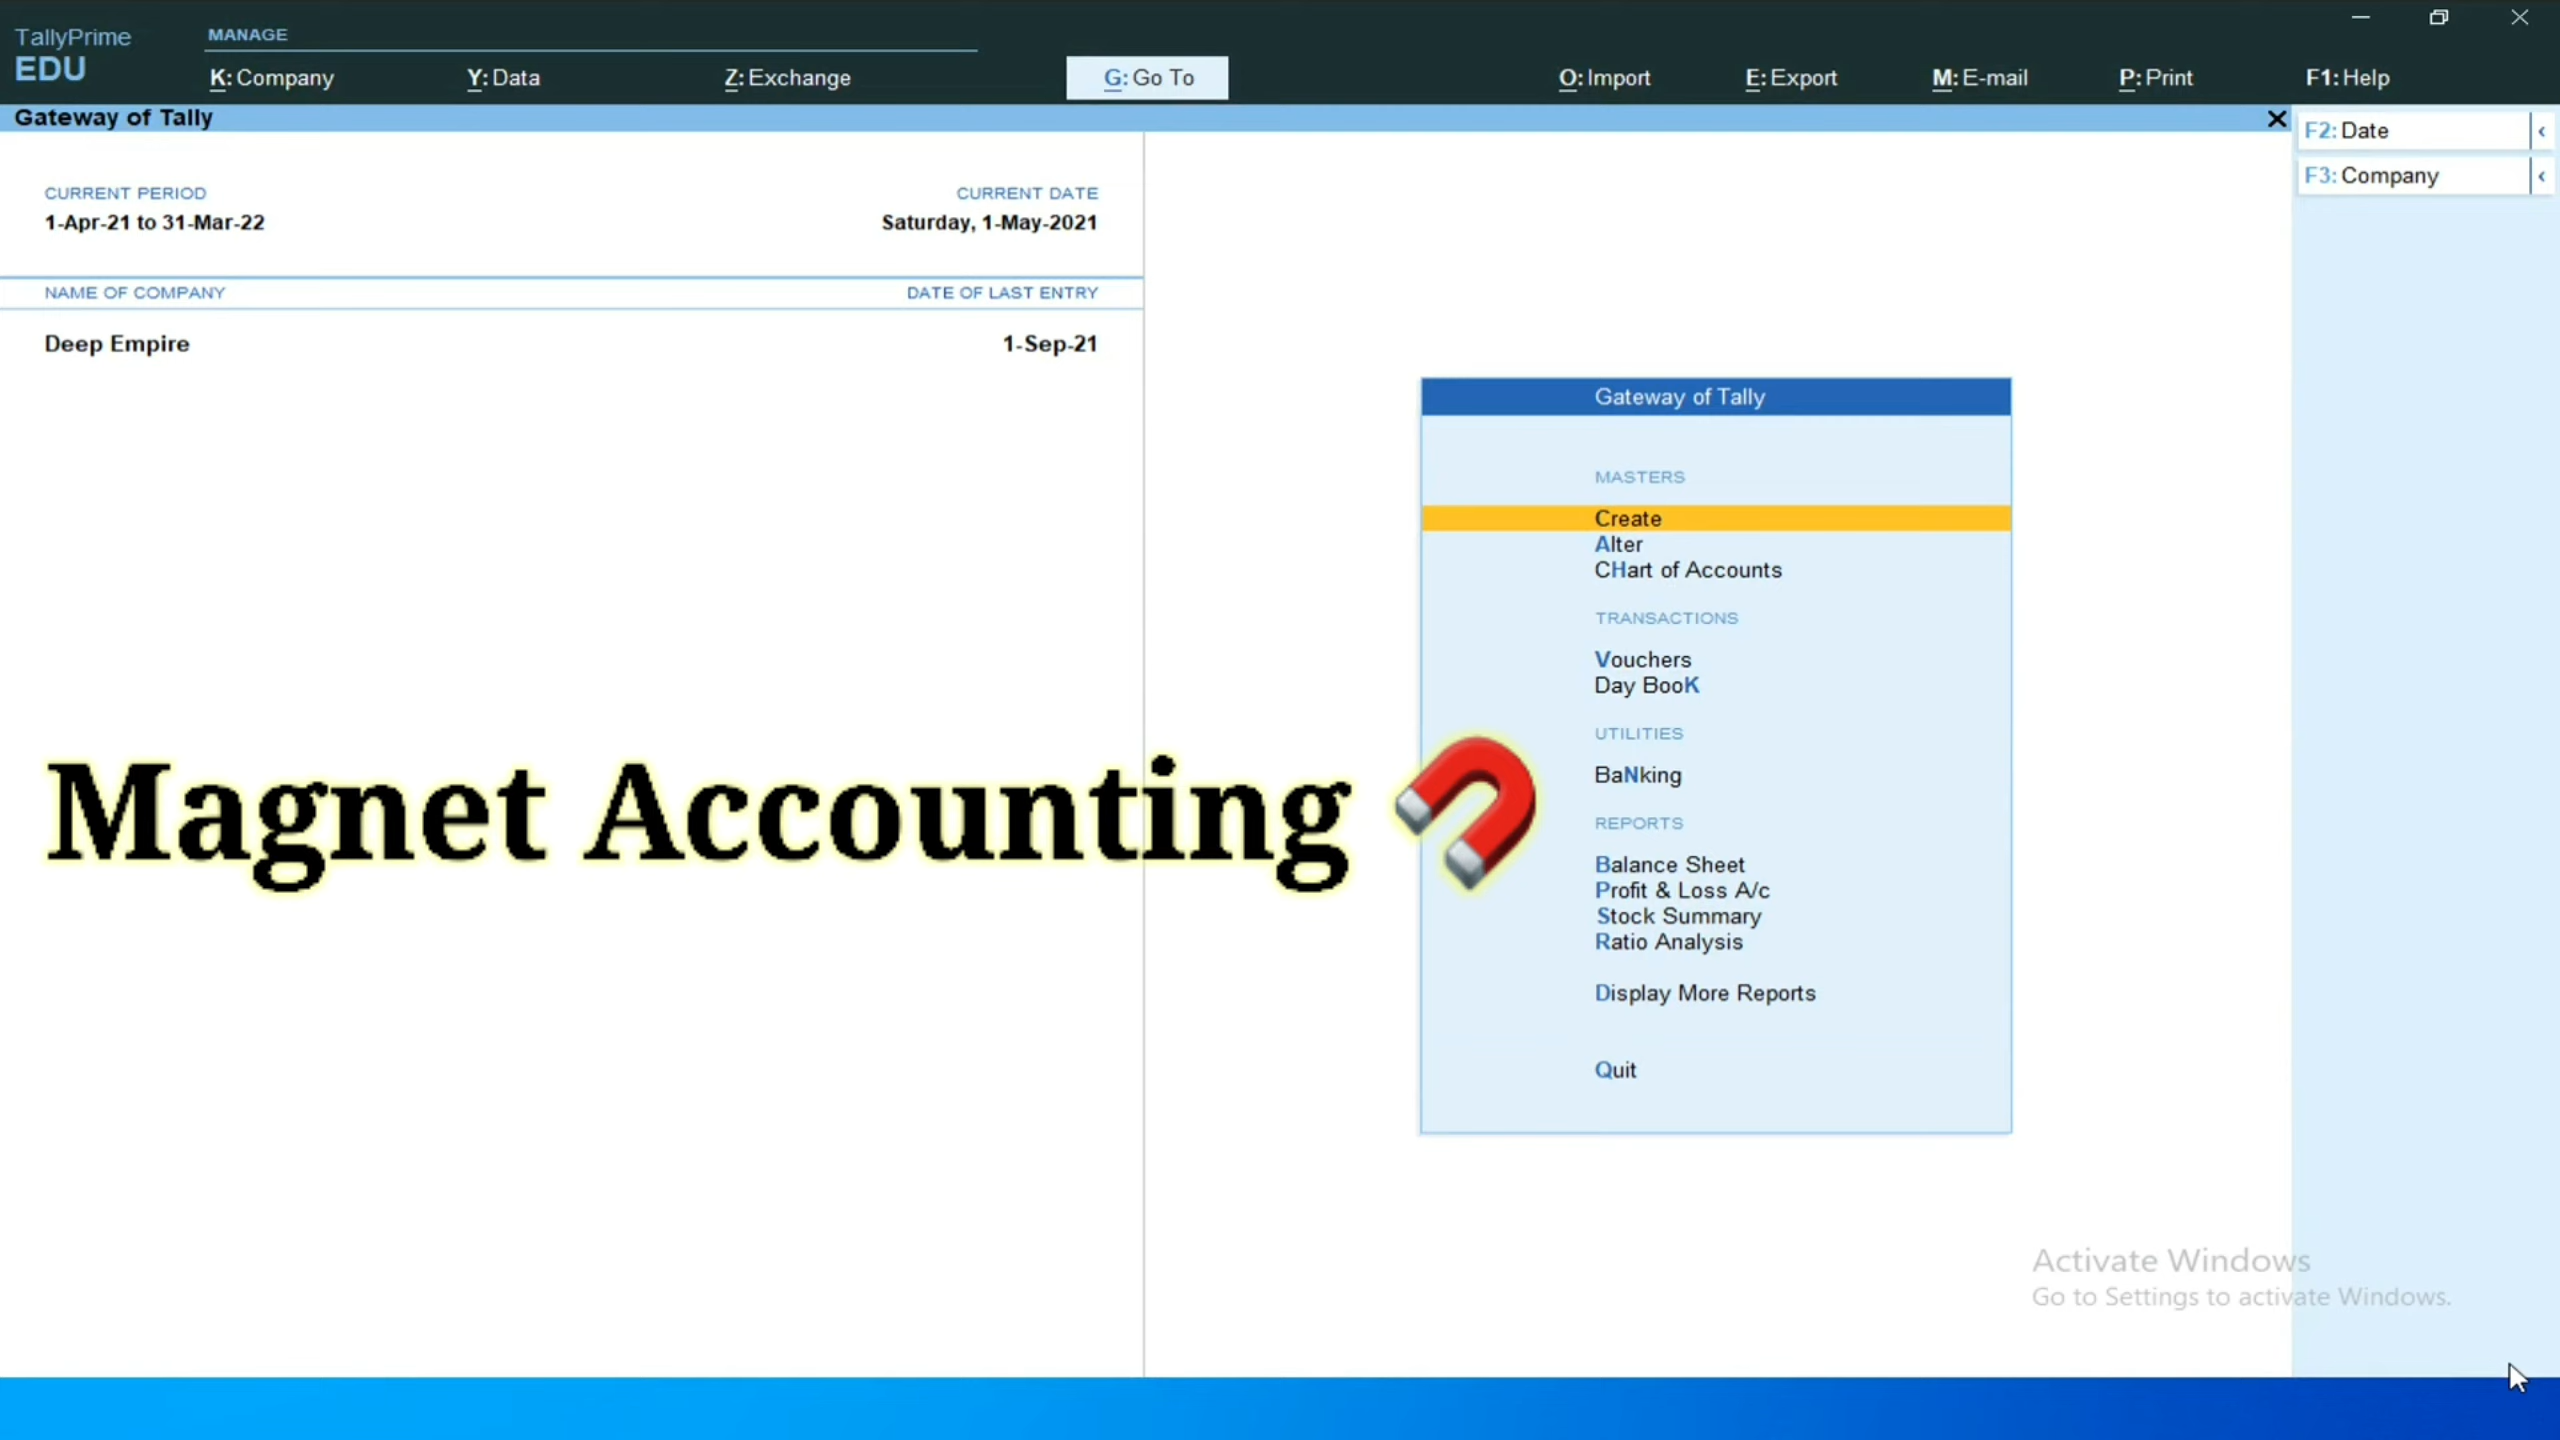 TallyPrime
EDU
MANAGE
K: Company
Y: Data
Z: Exchange
G: Go To
O: Import
E: Export
M: E-mail
P: Print
F1: Help
Gateway of Tally
F2: Date
F3: Company
CURRENT PERIOD
CURRENT DATE
1-Apr-21 to 31-Mar-22
Saturday, 1-May-2021
NAME OF COMPANY
DATE OF LAST ENTRY
Deep Empire
1-Sep-21
Gateway of Tally
MASTERS
Create
Alter
CHart of Accounts
TRANSACTIONS
Vouchers
Day BooK
UTILITIES
BaNking
REPORTS
Balance Sheet
Profit & Loss A/c
Stock Summary
Ratio Analysis
Display More Reports
Quit
Magnet Accounting
Activate Windows
Go to Settings to activate Windows.